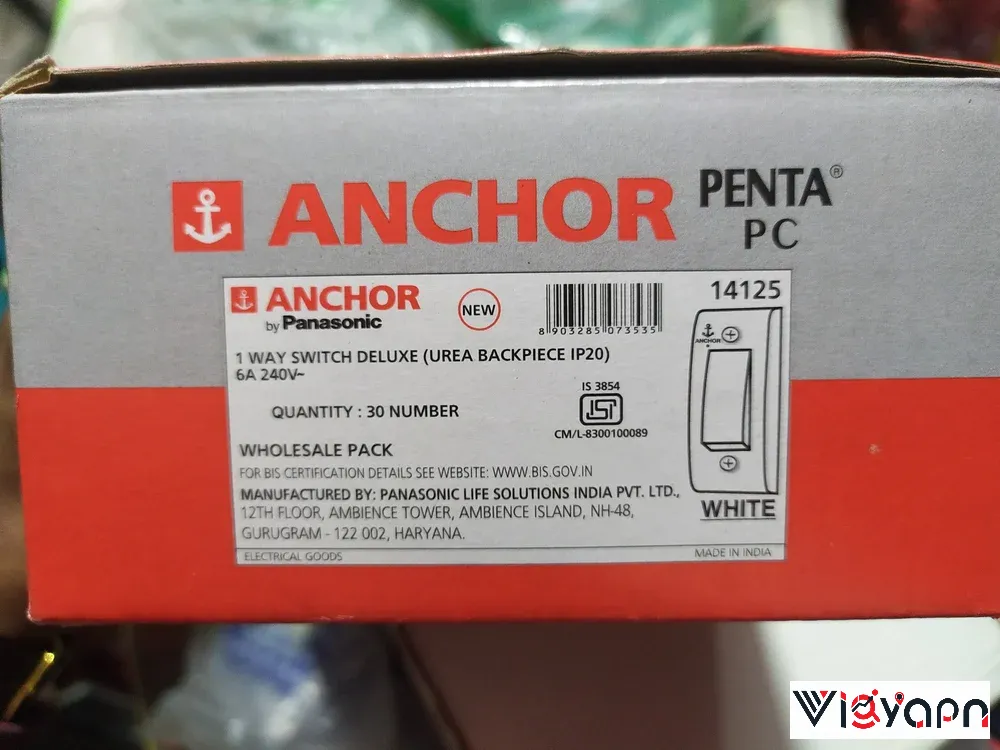 ANCHOR PENTA®
PC
ANCHOR
by Panasonic
NEW
8 903285 073535
14125
ANCHOR
1 WAY SWITCH DELUXE (UREA BACKPIECE IP20)
6A 240V~
IS 3854
ISI
QUANTITY : 30 NUMBER
CM/L-8300100089
WHOLESALE PACK
FOR BIS CERTIFICATION DETAILS SEE WEBSITE: WWW.BIS.GOV.IN
MANUFACTURED BY: PANASONIC LIFE SOLUTIONS INDIA PVT. LTD.,
12TH FLOOR, AMBIENCE TOWER, AMBIENCE ISLAND, NH-48,
GURUGRAM - 122 002, HARYANA.
WHITE
ELECTRICAL GOODS
MADE IN INDIA
Vigyapn